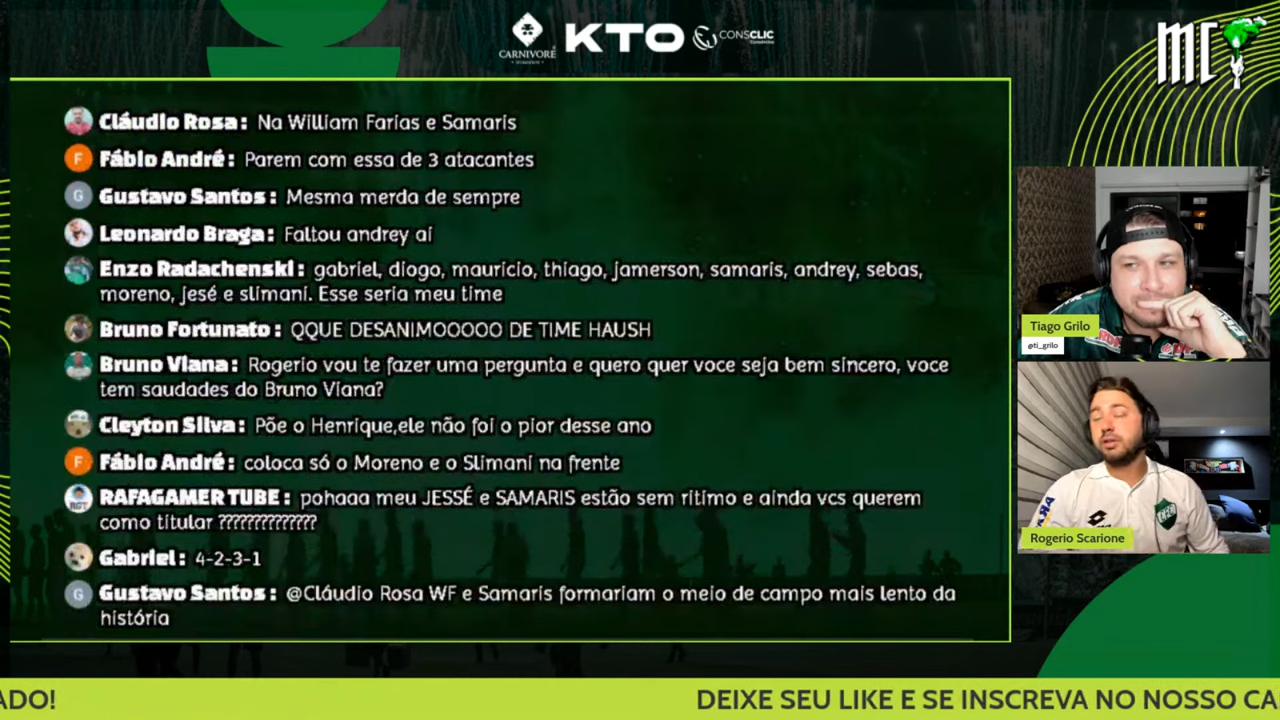 CARNIVORÉ
KTO
CONSCLIC
MC
Cláudio Rosa: Na William Farias e Samaris
F Fábio André: Parem com essa de 3 atacantes
G Gustavo Santos: Mesma merda de sempre
Leonardo Braga: Faltou andrey aí
Enzo Radachenski: gabriel, diogo, mauricio, thiago, jamerson, samaris, andrey, sebas,
moreno, jesé e slimani. Esse seria meu time
Bruno Fortunato: QQUE DESANIMOOOOO DE TIME HAUSH
Bruno Viana: Rogerio vou te fazer uma pergunta e quero quer voce seja bem sincero, voce
tem saudades do Bruno Viana?
Cleyton Silva: Põe o Henrique,ele não foi o pior desse ano
F Fábio André: coloca só o Moreno e o Slimani na frente
RAFAGAMER TUBE: pohaaa meu JESSÉ e SAMARIS estão sem ritimo e ainda vcs querem
como titular ?????????????
Gabriel: 4-2-3-1
G Gustavo Santos: @Cláudio Rosa WF e Samaris formariam o meio de campo mais lento da
história
Tiago Grilo
@ti_grilo
CFC
Rogerio Scarione
ADO!
DEIXE SEU LIKE E SE INSCREVA NO NOSSO CA